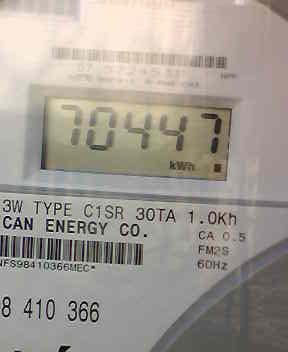 70447
kWh
3W TYPE C1SR 30TA 1.0Kh
CAN ENERGY CO.
CA 0.5
FM2S
NFS98410366MEC*
60Hz
8 410 366